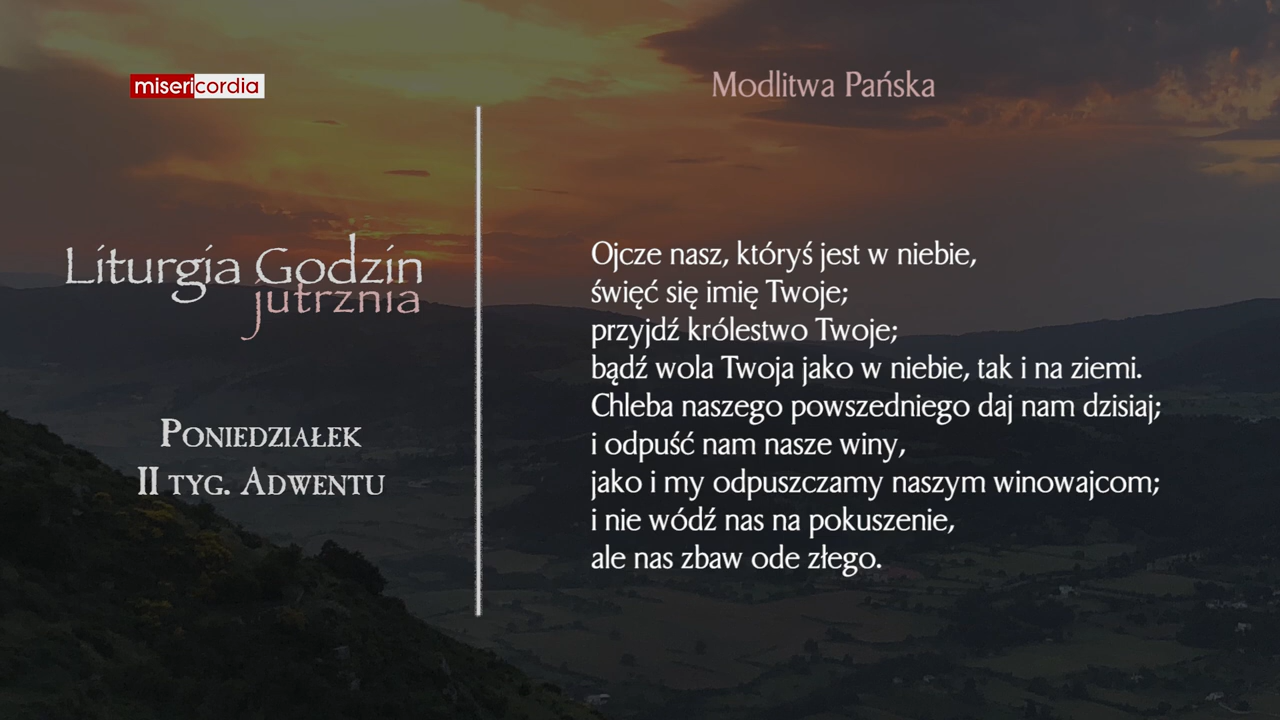 misericordia
Liturgia Godzin
jutrznia
Poniedziałek
II tyg. Adwentu
Modlitwa Pańska
Ojcze nasz, któryś jest w niebie,
święć się imię Twoje;
przyjdź królestwo Twoje;
bądź wola Twoja jako w niebie, tak i na ziemi.
Chleba naszego powszedniego daj nam dzisiaj;
i odpuść nam nasze winy,
jako i my odpuszczamy naszym winowajcom;
i nie wódź nas na pokuszenie,
ale nas zbaw ode złego.